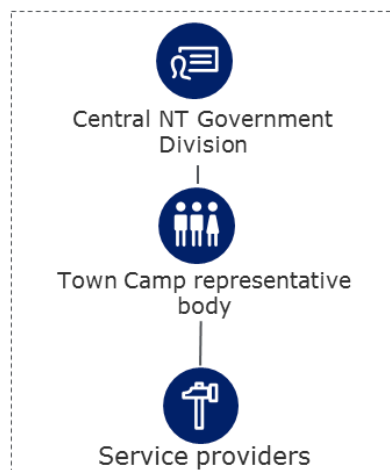 Central NT Government
Division
Town Camp representative
body
Service providers